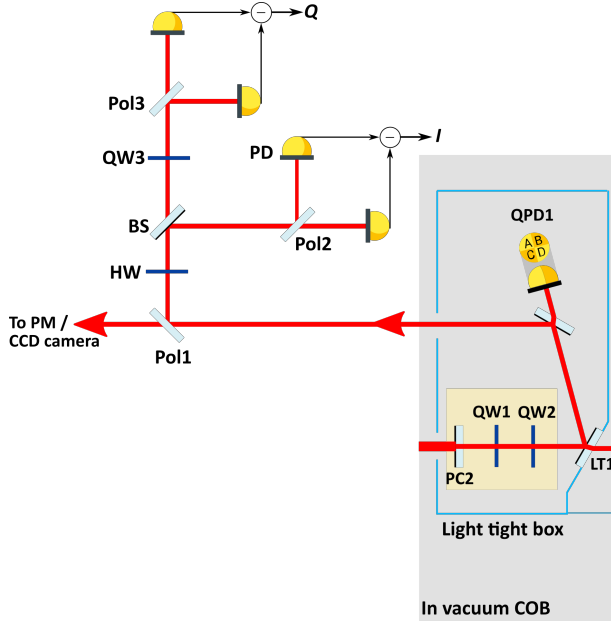 Q
Pol3
I
QW3
PD
QPD1
A B
C D
BS
Pol2
HW
To PM /
CCD camera
Pol1
QW1 QW2
PC2
LT1
Light tight box
In vacuum COB